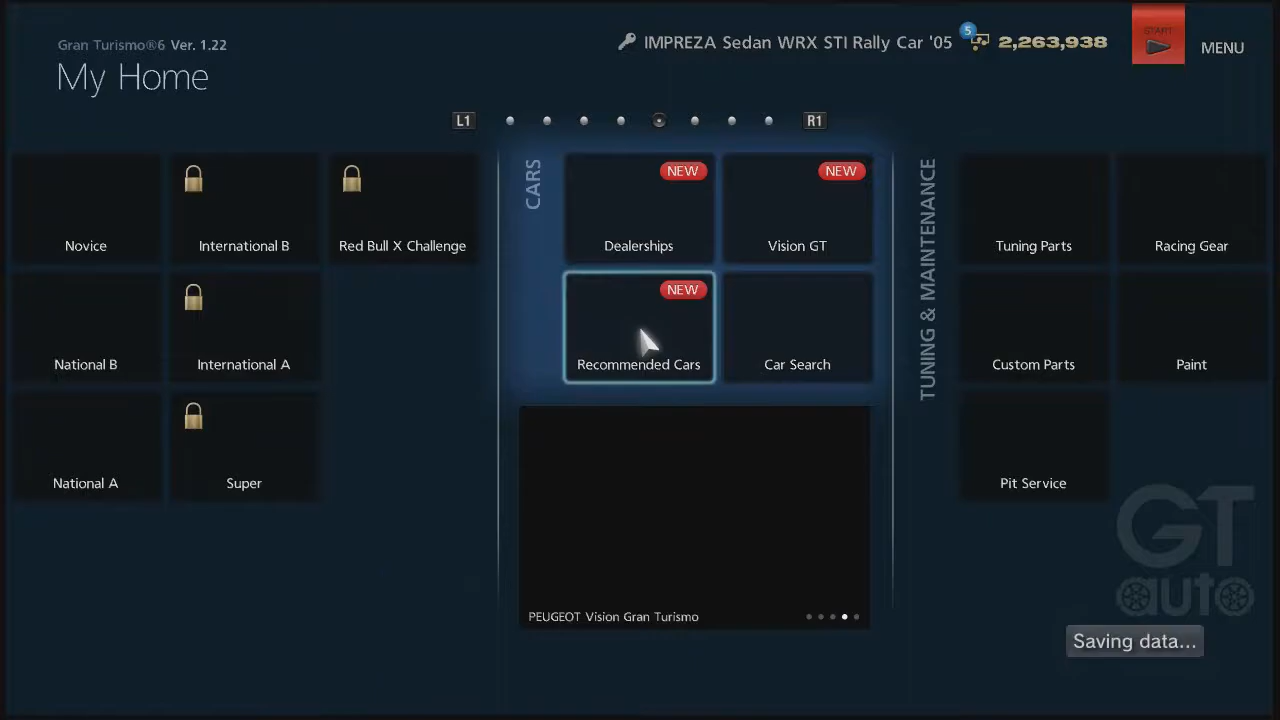 Gran Turismo®6 Ver. 1.22
My Home
IMPREZA Sedan WRX STI Rally Car '05
5
2,263,938
START
MENU
L1
R1
Novice
International B
Red Bull X Challenge
National B
International A
National A
Super
CARS
NEW
Dealerships
NEW
Vision GT
NEW
Recommended Cars
Car Search
PEUGEOT Vision Gran Turismo
TUNING & MAINTENANCE
Tuning Parts
Racing Gear
Custom Parts
Paint
Pit Service
GT
auto
Saving data...